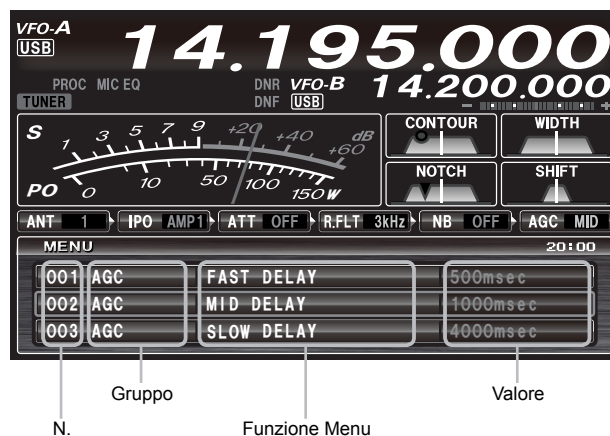 VFO-A 14.195.000
USB
PROC MIC EQ DNR VFO-B 14.200.000
TUNER DNF USB
S 1 3 5 7 9 +20 +40 +60 dB
PO 0 10 50 100 150 W
CONTOUR WIDTH
NOTCH SHIFT
ANT 1 IPO AMP1 ATT OFF R.FLT 3kHz NB OFF AGC MID
MENU 20:00
001 AGC FAST DELAY 500msec
002 AGC MID DELAY 1000msec
003 AGC SLOW DELAY 4000msec
Gruppo Valore
N. Funzione Menu